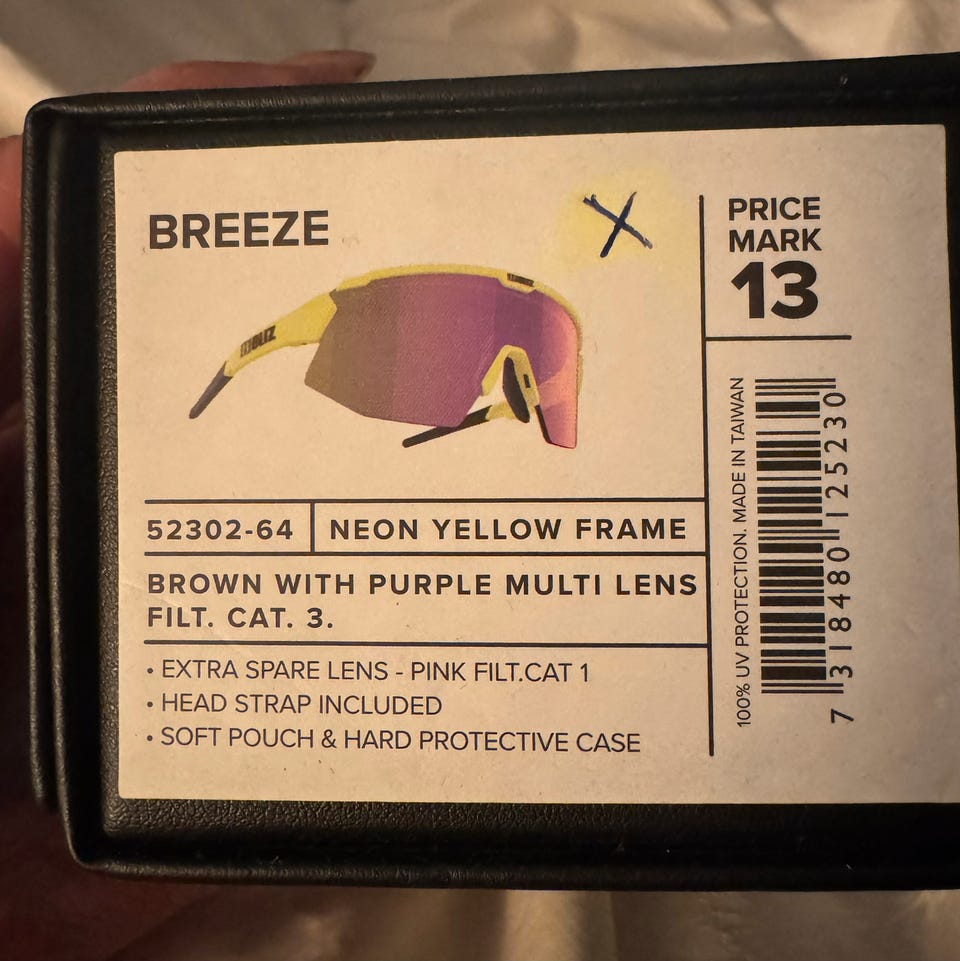 BREEZE
X
PRICE
MARK
13
BLIZ
52302-64
NEON YELLOW FRAME
BROWN WITH PURPLE MULTI LENS
FILT. CAT. 3.
• EXTRA SPARE LENS - PINK FILT.CAT 1
• HEAD STRAP INCLUDED
• SOFT POUCH & HARD PROTECTIVE CASE
100% UV PROTECTION. MADE IN TAIWAN
7 318480 125230